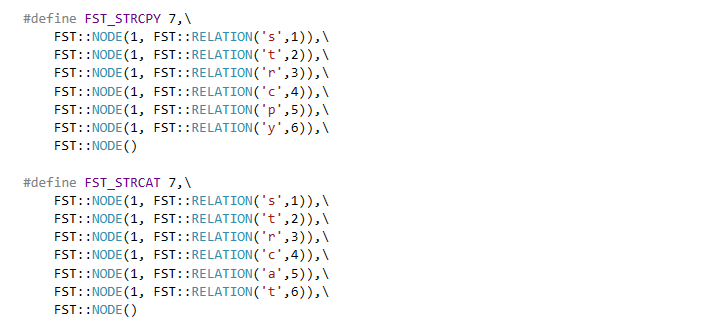 #define FST_STRCPY 7,\
    FST::NODE(1, FST::RELATION('s',1)),\
    FST::NODE(1, FST::RELATION('t',2)),\
    FST::NODE(1, FST::RELATION('r',3)),\
    FST::NODE(1, FST::RELATION('c',4)),\
    FST::NODE(1, FST::RELATION('p',5)),\
    FST::NODE(1, FST::RELATION('y',6)),\
    FST::NODE()

#define FST_STRCAT 7,\
    FST::NODE(1, FST::RELATION('s',1)),\
    FST::NODE(1, FST::RELATION('t',2)),\
    FST::NODE(1, FST::RELATION('r',3)),\
    FST::NODE(1, FST::RELATION('c',4)),\
    FST::NODE(1, FST::RELATION('a',5)),\
    FST::NODE(1, FST::RELATION('t',6)),\
    FST::NODE()